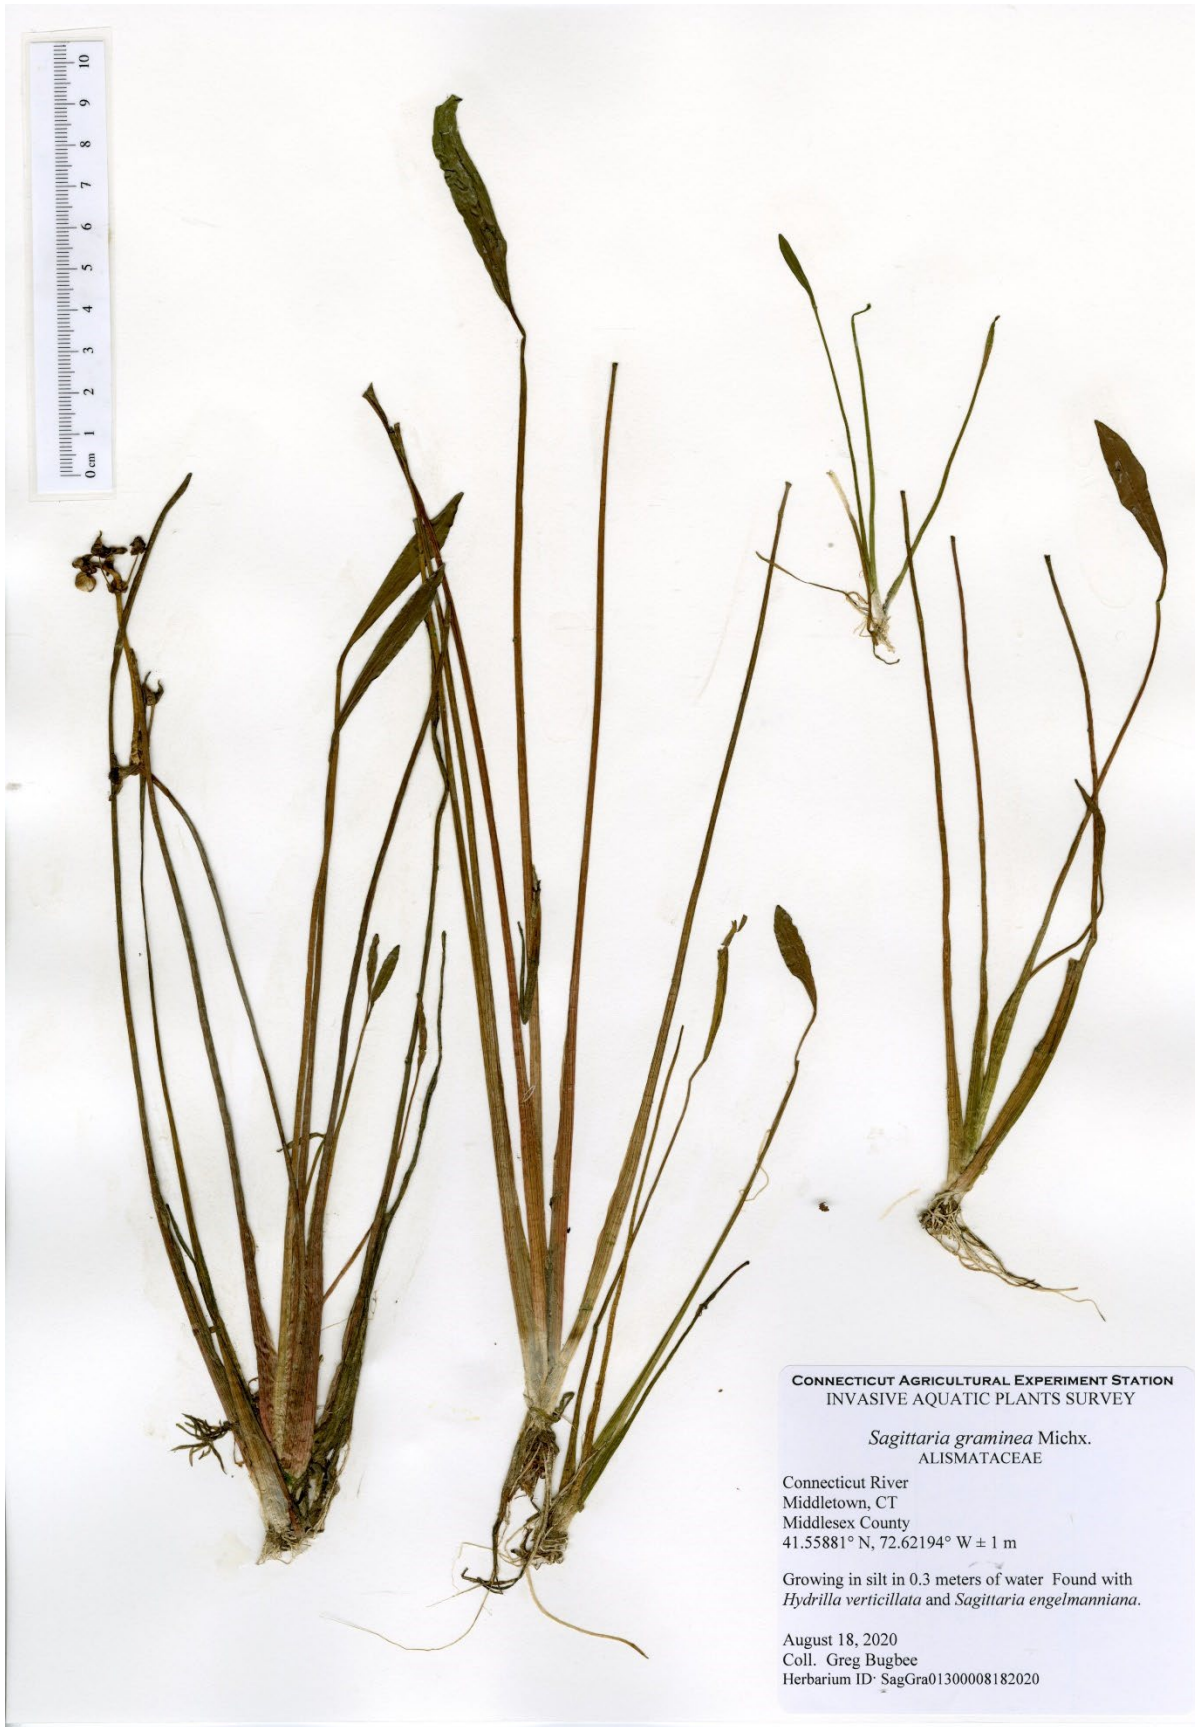 10
9
8
7
6
5
4
3
2
1
0 cm
CONNECTICUT AGRICULTURAL EXPERIMENT STATION
INVASIVE AQUATIC PLANTS SURVEY
Sagittaria graminea Michx.
ALISMATACEAE
Connecticut River
Middletown, CT
Middlesex County
41.55881° N, 72.62194° W ± 1 m
Growing in silt in 0.3 meters of water Found with
Hydrilla verticillata and Sagittaria engelmanniana.
August 18, 2020
Coll. Greg Bugbee
Herbarium ID: SagGra01300008182020